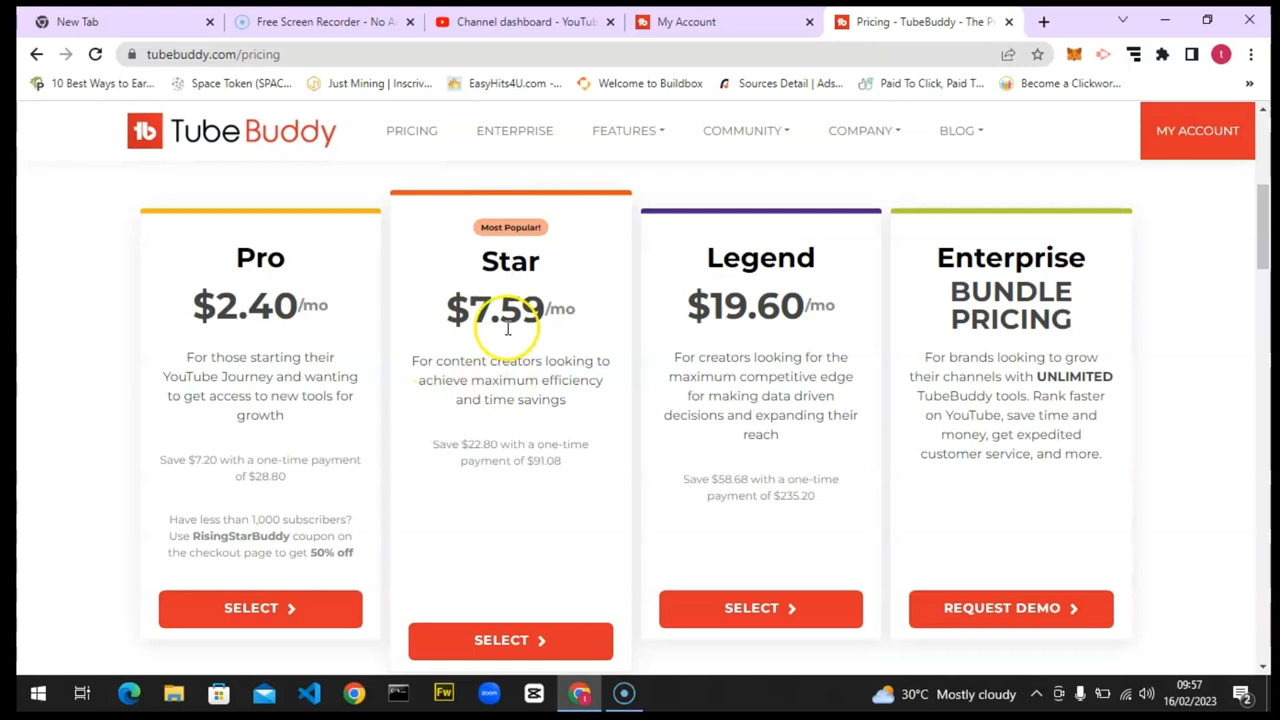 New Tab
Free Screen Recorder - No A
Channel dashboard - YouTu
My Account
Pricing - TubeBuddy - The P
tubebuddy.com/pricing
t
10 Best Ways to Ear...
Space Token (SPAC...
Just Mining | Inscriv...
EasyHits4U.com -...
Welcome to Buildbox
Sources Detail | Ads...
Paid To Click, Paid T...
Become a Clickwor...
»
tb TubeBuddy
PRICING
ENTERPRISE
FEATURES
COMMUNITY
COMPANY
BLOG
MY ACCOUNT
Pro
$2.40/mo
For those starting their
YouTube Journey and wanting
to get access to new tools for
growth
Save $7.20 with a one-time payment
of $28.80
Have less than 1,000 subscribers?
Use RisingStarBuddy coupon on
the checkout page to get 50% off
SELECT
Most Popular!
Star
$7.59/mo
For content creators looking to
achieve maximum efficiency
and time savings
Save $22.80 with a one-time
payment of $91.08
SELECT
Legend
$19.60/mo
For creators looking for the
maximum competitive edge
for making data driven
decisions and expanding their
reach
Save $58.68 with a one-time
payment of $235.20
SELECT
Enterprise
BUNDLE
PRICING
For brands looking to grow
their channels with UNLIMITED
TubeBuddy tools. Rank faster
on YouTube, save time and
money, get expedited
customer service, and more.
REQUEST DEMO
Fw
zoom
30°C Mostly cloudy
09:57
16/02/2023
2